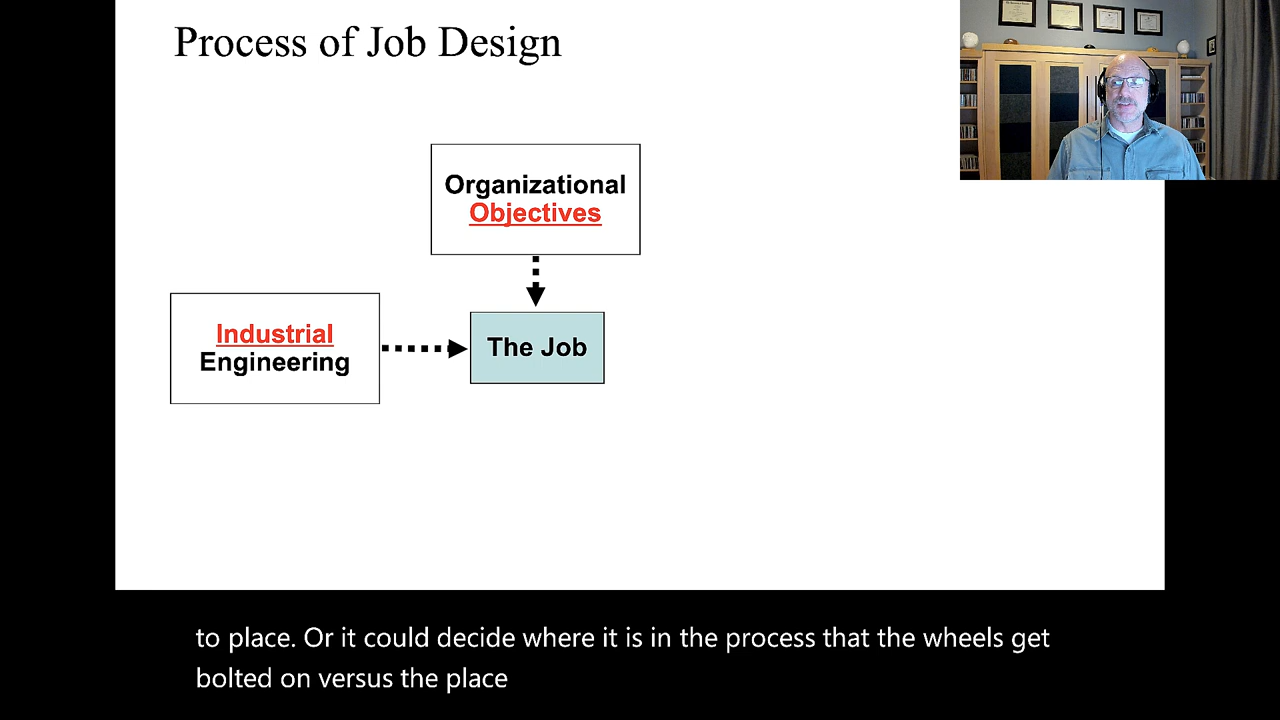 Process of Job Design
Organizational
Objectives
Industrial
Engineering
The Job
to place. Or it could decide where it is in the process that the wheels get
bolted on versus the place